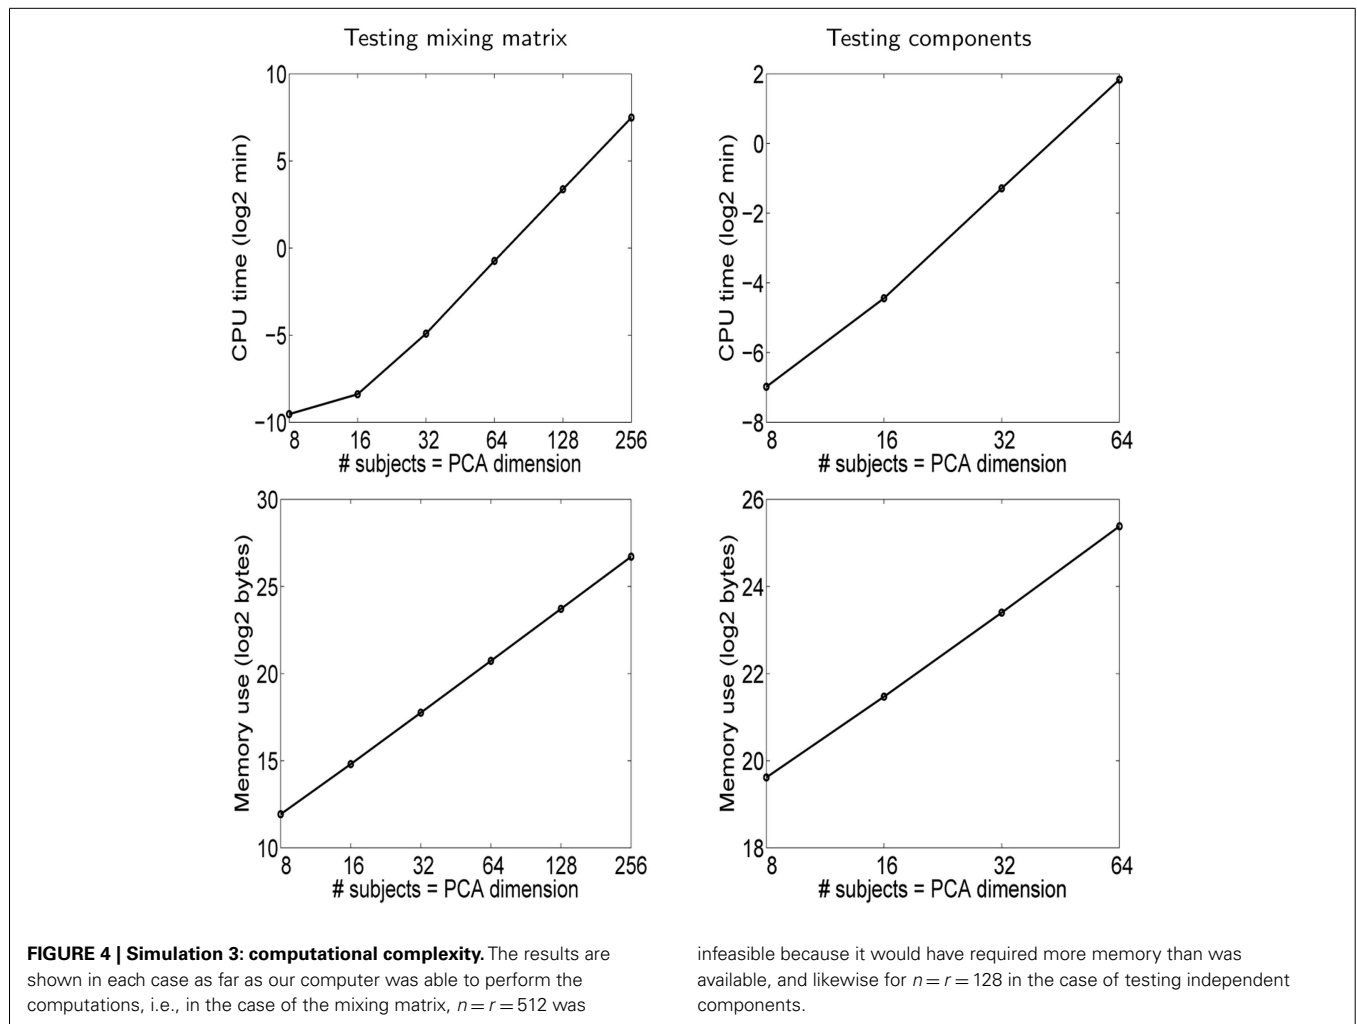 Testing mixing matrix
10
5
0
−5
−10
CPU time (log2 min)
8 16 32 64 128 256
# subjects = PCA dimension
Testing components
2
0
−2
−4
−6
−8
CPU time (log2 min)
8 16 32 64
# subjects = PCA dimension
30
25
20
15
10
Memory use (log2 bytes)
8 16 32 64 128 256
# subjects = PCA dimension
26
24
22
20
18
Memory use (log2 bytes)
8 16 32 64
# subjects = PCA dimension
FIGURE 4 | Simulation 3: computational complexity. The results are
shown in each case as far as our computer was able to perform the
computations, i.e., in the case of the mixing matrix, n = r = 512 was
infeasible because it would have required more memory than was
available, and likewise for n = r = 128 in the case of testing independent
components.